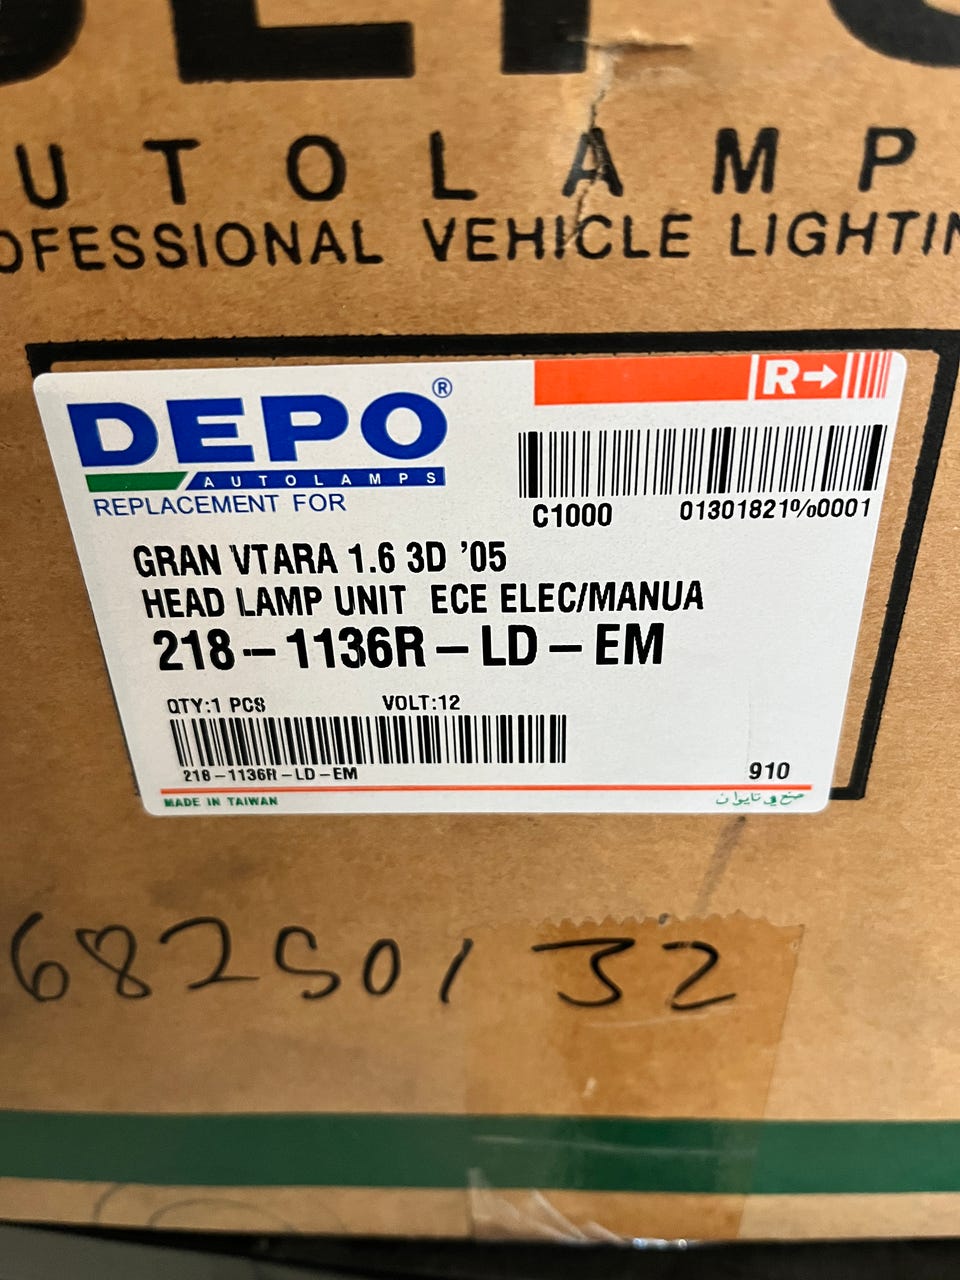 UTOLAMP
OFESSIONAL VEHICLE LIGHTIN
DEPO®
AUTOLAMPS
REPLACEMENT FOR
R→
C1000 01301821%0001
GRAN VTARA 1.6 3D '05
HEAD LAMP UNIT ECE ELEC/MANUA
218-1136R-LD-EM
QTY:1 PCS VOLT:12
218-1136R-LD-EM
910
MADE IN TAIWAN صنع في تايوان
682501 32